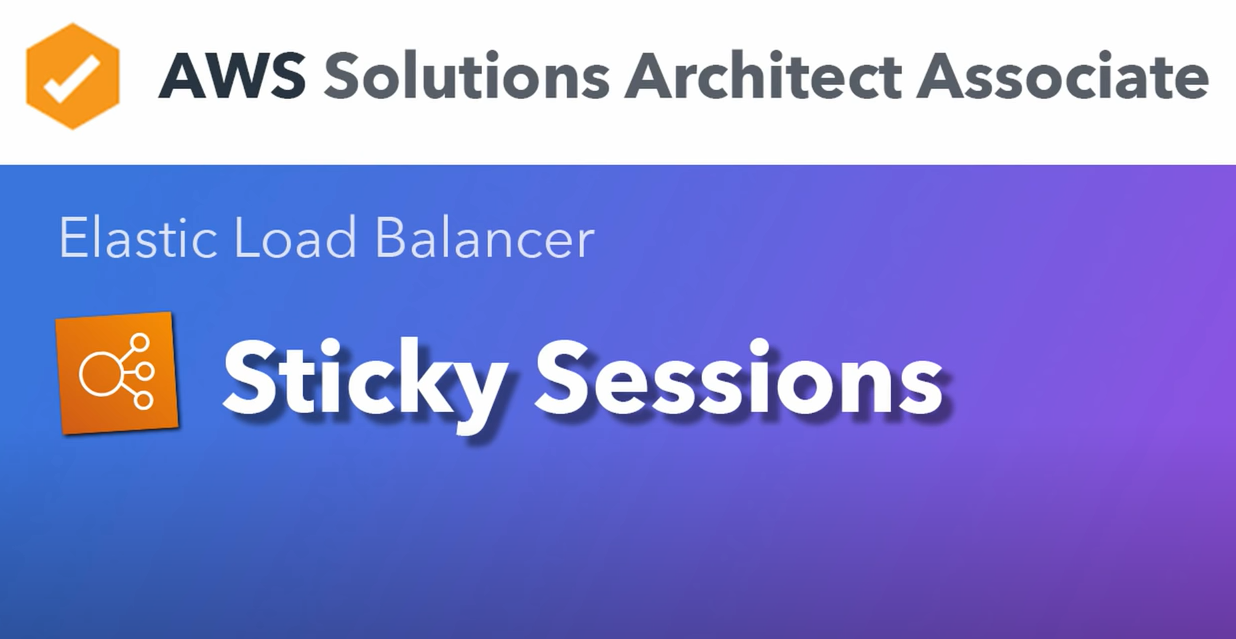 AWS Solutions Architect Associate
Elastic Load Balancer
Sticky Sessions